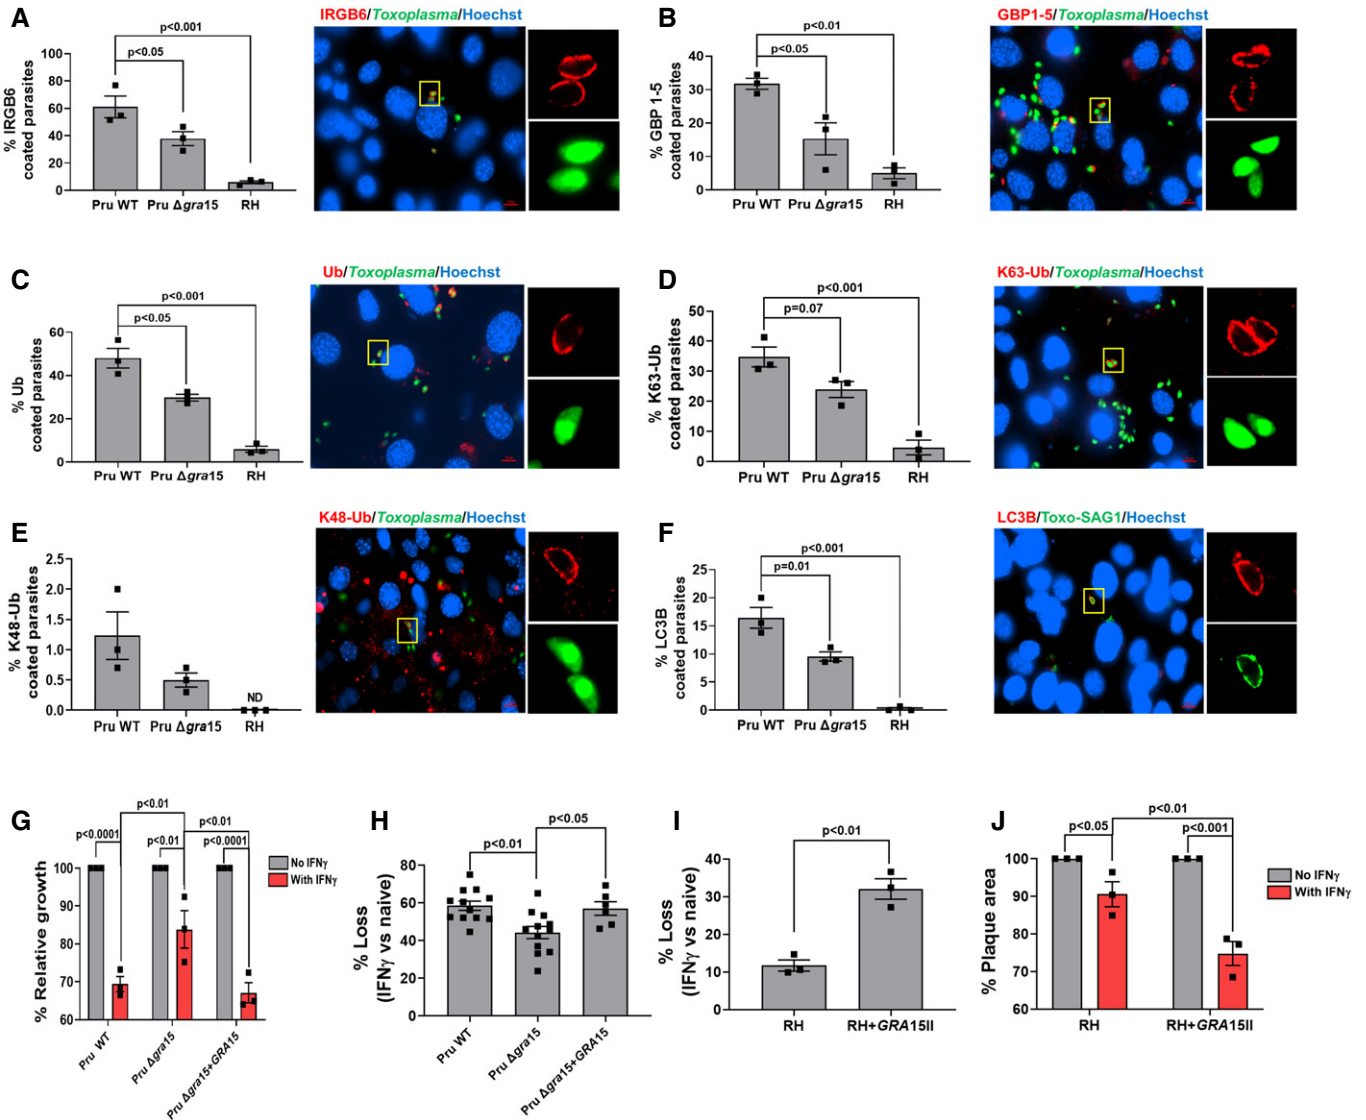 A
IRGB6/Toxoplasma/Hoechst
p<0.001
p<0.05
% IRGB6
coated parasites
100
80
60
40
20
0
Pru WT
Pru Δgra15
RH
B
GBP1-5/Toxoplasma/Hoechst
p<0.01
p<0.05
% GBP 1-5
coated parasites
40
30
20
10
0
Pru WT
Pru Δgra15
RH
C
Ub/Toxoplasma/Hoechst
p<0.001
p<0.05
% Ub
coated parasites
60
40
20
0
Pru WT
Pru Δgra15
RH
D
K63-Ub/Toxoplasma/Hoechst
p<0.001
p=0.07
% K63-Ub
coated parasites
50
40
30
20
10
0
Pru WT
Pru Δgra15
RH
E
K48-Ub/Toxoplasma/Hoechst
% K48-Ub
coated parasites
2.5
2.0
1.5
1.0
0.5
0.0
ND
Pru WT
Pru Δgra15
RH
F
LC3B/Toxo-SAG1/Hoechst
p<0.001
p=0.01
% LC3B
coated parasites
25
20
15
10
5
0
Pru WT
Pru Δgra15
RH
G
p<0.01
p<0.01
p<0.0001
p<0.01
p<0.0001
No IFNγ
With IFNγ
% Relative growth
100
90
80
70
60
Pru WT
Pru Δgra15
Pru Δgra15+GRA15
H
p<0.05
p<0.01
% Loss
(IFNγ vs naive)
80
60
40
20
0
Pru WT
Pru Δgra15
Pru Δgra15+GRA15
I
p<0.01
% Loss
(IFNγ vs naive)
40
30
20
10
0
RH
RH+GRA15II
J
p<0.01
p<0.05
p<0.001
No IFNγ
With IFNγ
% Plaque area
100
90
80
70
60
RH
RH+GRA15II